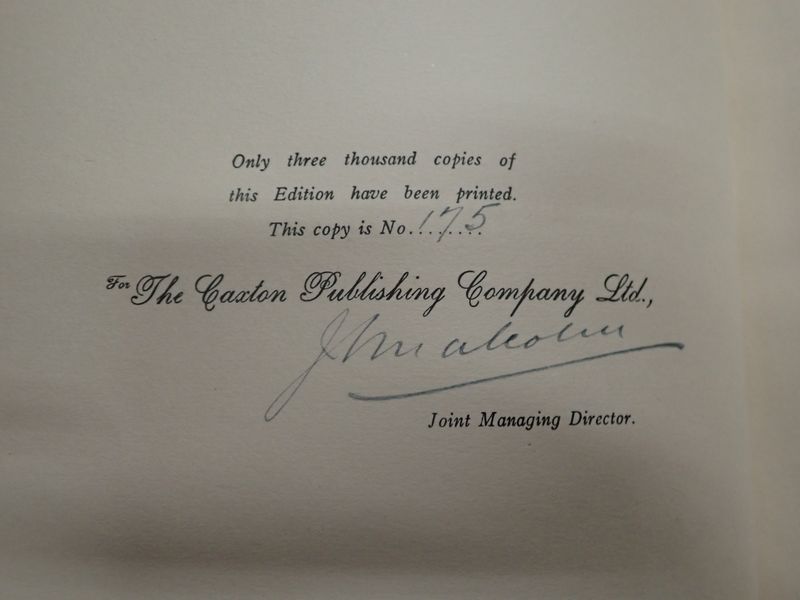 Only three thousand copies of
this Edition have been printed.
This copy is No. 175
For The Caxton Publishing Company Ltd.,
Malcolm
Joint Managing Director.